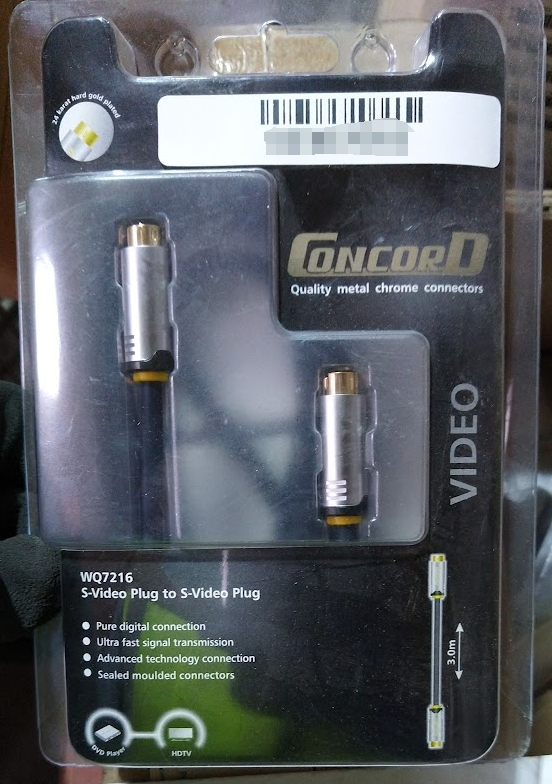 24 karat hard gold plated
CONCORD
Quality metal chrome connectors
VIDEO
WQ7216
S-Video Plug to S-Video Plug
Pure digital connection
Ultra fast signal transmission
Advanced technology connection
Sealed moulded connectors
3.0m
DVD Player
HDTV